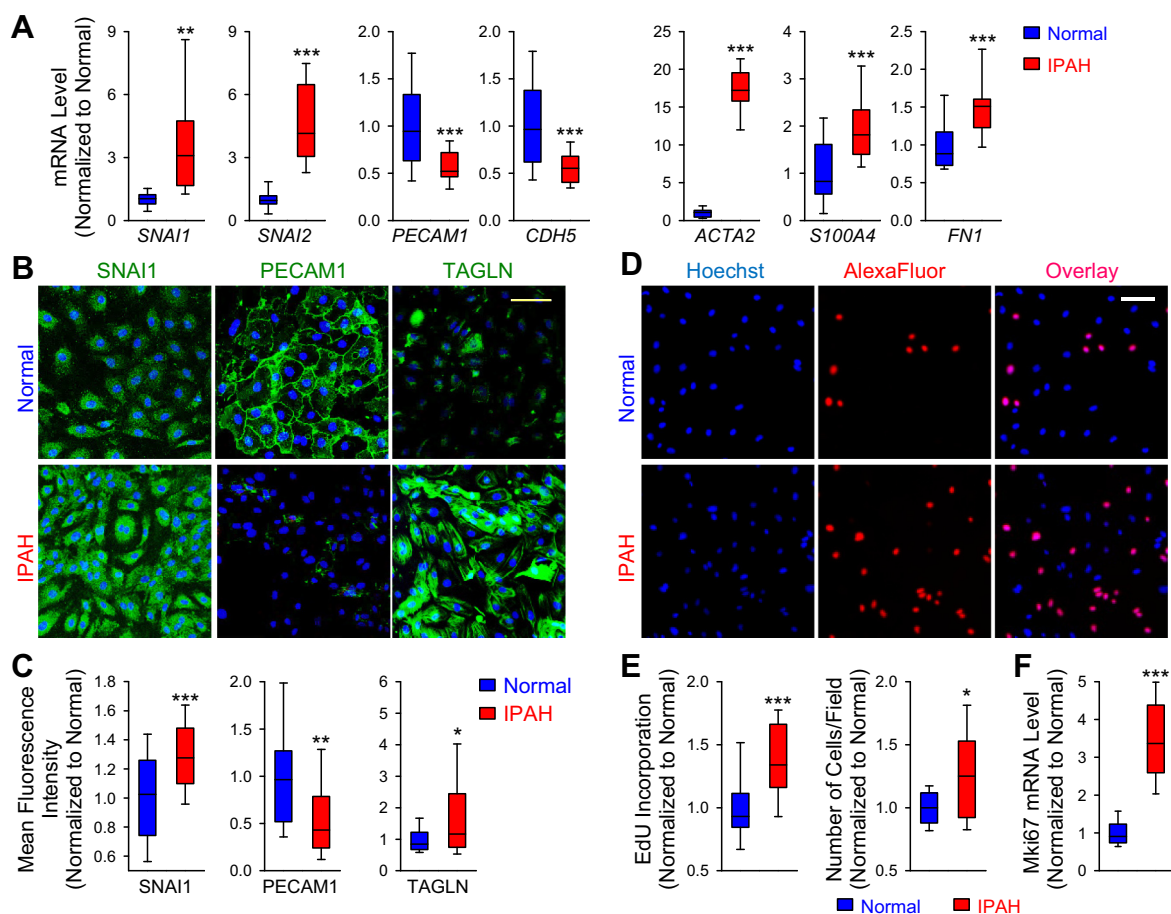 A
mRNA Level
(Normalized to Normal)
9
6
3
0
**
SNAI1
9
6
3
0
***
SNAI2
2.0
1.5
1.0
0.5
0.0
***
PECAM1
2.0
1.5
1.0
0.5
0.0
***
CDH5
25
20
15
10
5
0
***
ACTA2
4
3
2
1
0
***
S100A4
2.5
2.0
1.5
1.0
0.5
0.0
***
FN1
Normal
IPAH
B
SNAI1 PECAM1 TAGLN
Normal
IPAH
D
Hoechst AlexaFluor Overlay
Normal
IPAH
C
Mean Fluorescence
Intensity
(Normalized to Normal)
1.8
1.6
1.4
1.2
1.0
0.8
0.6
***
SNAI1
2.0
1.5
1.0
0.5
0.0
**
PECAM1
6
5
4
3
2
1
0
*
TAGLN
Normal
IPAH
E
EdU Incorporation
(Normalized to Normal)
2.0
1.5
1.0
0.5
***
Number of Cells/Field
(Normalized to Normal)
2.0
1.5
1.0
0.5
*
F
Mki67 mRNA Level
(Normalized to Normal)
5
4
3
2
1
0
***
Normal IPAH